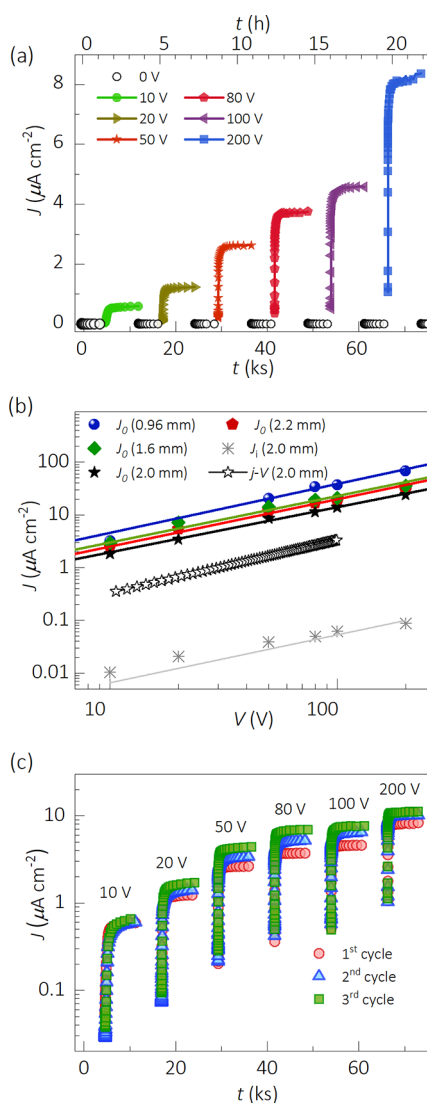 t (h)
0 5 10 15 20
(a)
0 V
10 V 80 V
20 V 100 V
50 V 200 V
8
6
4
2
0
J (μA cm⁻²)
0 20 40 60
t (ks)
(b)
J₀ (0.96 mm) J₀ (2.2 mm)
J₀ (1.6 mm) Jₗ (2.0 mm)
J₀ (2.0 mm) j-V (2.0 mm)
100
10
1
0.1
0.01
J (μA cm⁻²)
10 100
V (V)
(c)
200 V
100 V
80 V
50 V
20 V
10 V
10
1
0.1
J (μA cm⁻²)
1ˢᵗ cycle
2ⁿᵈ cycle
3ʳᵈ cycle
0 20 40 60
t (ks)